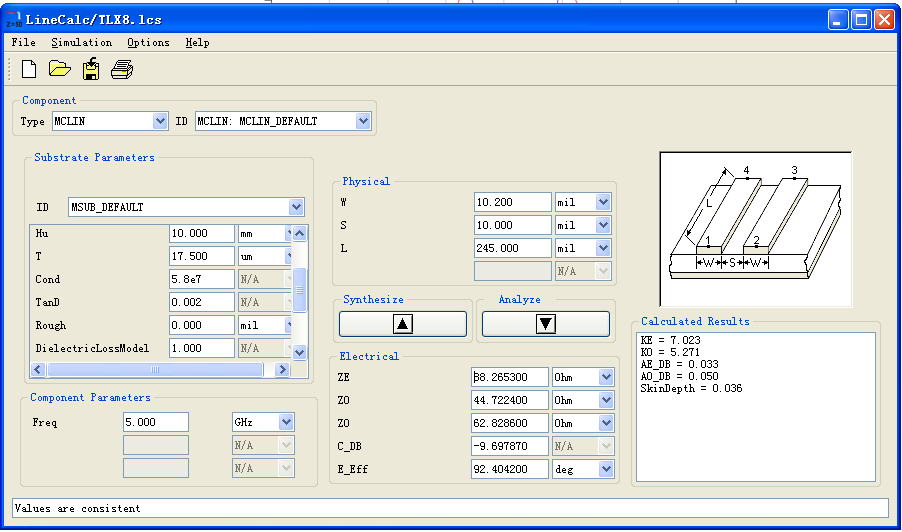 LineCalc/TLX8.lcs
File Simulation Options Help
Component
Type MCLIN ID MCLIN: MCLIN_DEFAULT
Substrate Parameters
ID MSUB_DEFAULT
Hu 10.000 mm
T 17.500 um
Cond 5.8e7 N/A
TanD 0.002 N/A
Rough 0.000 mil
DielectricLossModel 1.000 N/A
Component Parameters
Freq 5.000 GHz
N/A
N/A
Physical
W 10.200 mil
S 10.000 mil
L 245.000 mil
N/A
Synthesize Analyze
Electrical
ZE 88.265300 Ohm
ZO 44.722400 Ohm
ZO 62.828600 Ohm
C_DB -9.697870 N/A
E_Eff 92.404200 deg
4 3
L
1 2
W S W
Calculated Results
KE = 7.023
KO = 5.271
AE_DB = 0.033
AO_DB = 0.050
SkinDepth = 0.036
Values are consistent